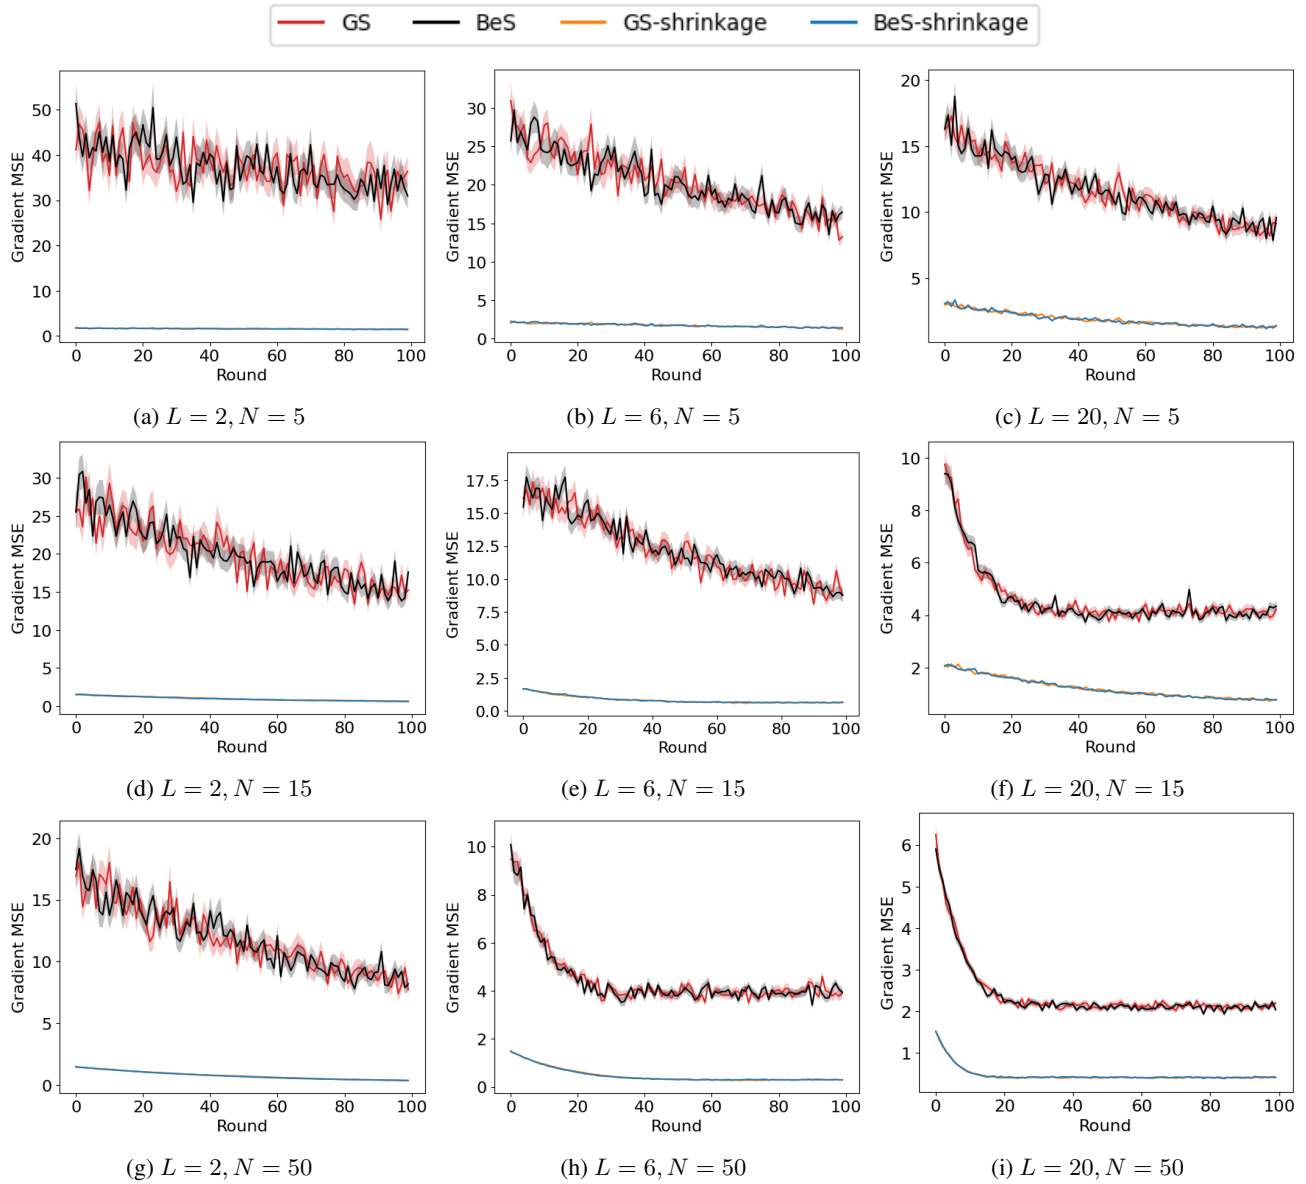 GS BeS GS-shrinkage BeS-shrinkage
Gradient MSE
50
40
30
20
10
0
0 20 40 60 80 100
Round
(a) L = 2, N = 5
Gradient MSE
30
25
20
15
10
5
0
0 20 40 60 80 100
Round
(b) L = 6, N = 5
Gradient MSE
20
15
10
5
0 20 40 60 80 100
Round
(c) L = 20, N = 5
Gradient MSE
30
25
20
15
10
5
0
0 20 40 60 80 100
Round
(d) L = 2, N = 15
Gradient MSE
17.5
15.0
12.5
10.0
7.5
5.0
2.5
0.0
0 20 40 60 80 100
Round
(e) L = 6, N = 15
Gradient MSE
10
8
6
4
2
0 20 40 60 80 100
Round
(f) L = 20, N = 15
Gradient MSE
20
15
10
5
0
0 20 40 60 80 100
Round
(g) L = 2, N = 50
Gradient MSE
10
8
6
4
2
0
0 20 40 60 80 100
Round
(h) L = 6, N = 50
Gradient MSE
6
5
4
3
2
1
0 20 40 60 80 100
Round
(i) L = 20, N = 50